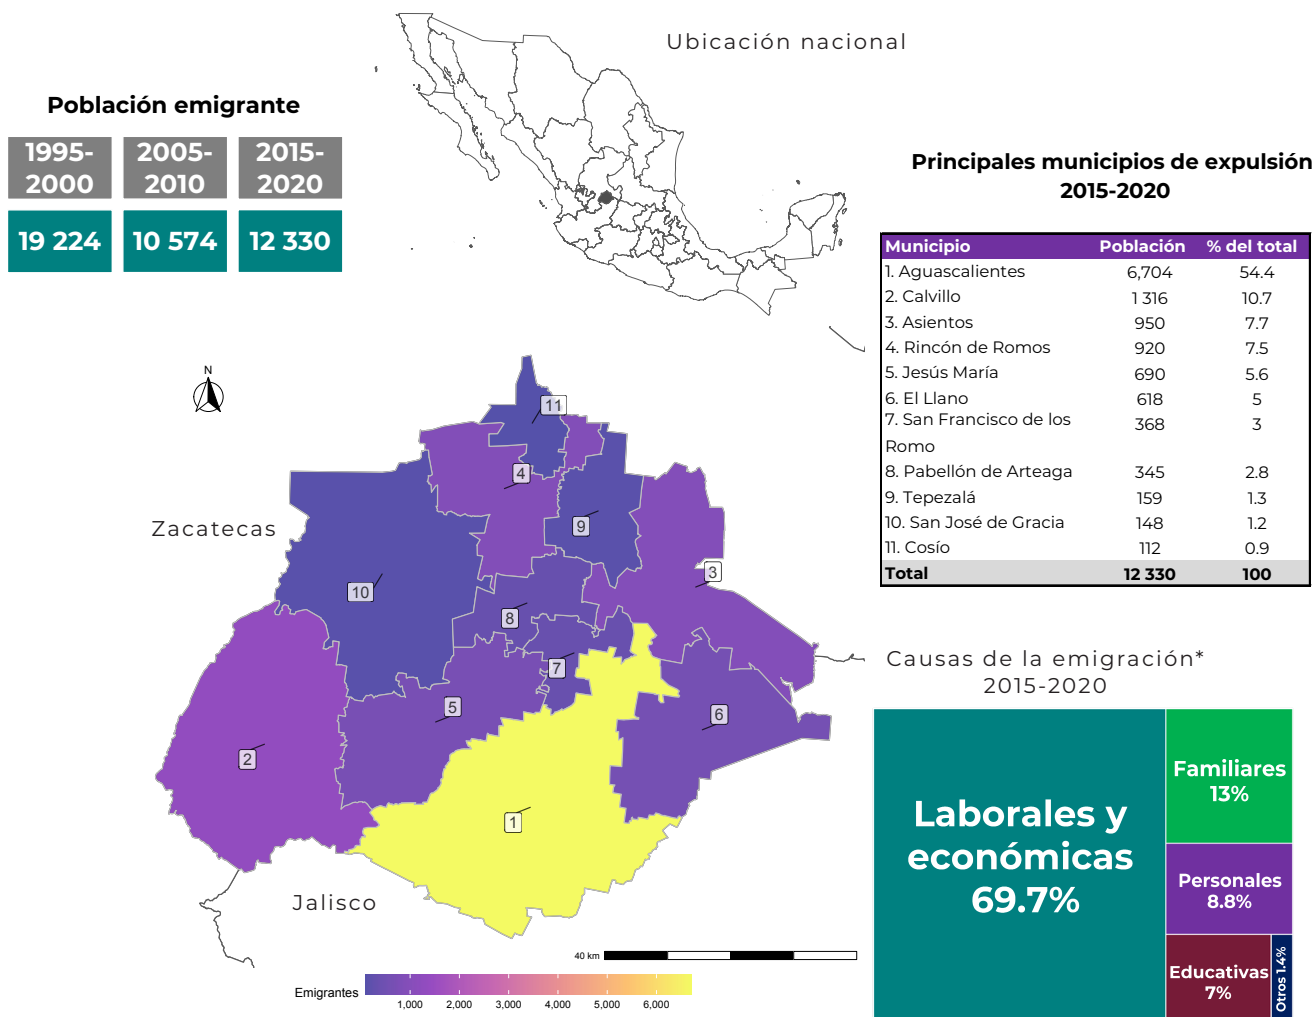 Ubicación nacional
Población emigrante
1995-2000
2005-2010
2015-2020
19 224
10 574
12 330
Principales municipios de expulsión
2015-2020
Municipio Población % del total
1. Aguascalientes 6,704 54.4
2. Calvillo 1 316 10.7
3. Asientos 950 7.7
4. Rincón de Romos 920 7.5
5. Jesús María 690 5.6
6. El Llano 618 5
7. San Francisco de los 368 3
Romo
8. Pabellón de Arteaga 345 2.8
9. Tepezalá 159 1.3
10. San José de Gracia 148 1.2
11. Cosío 112 0.9
Total 12 330 100
N
Zacatecas
Jalisco
11
4
9
3
10
8
7
5
6
2
1
40 km
Emigrantes
1,000 2,000 3,000 4,000 5,000 6,000
Causas de la emigración*
2015-2020
Laborales y
económicas
69.7%
Familiares
13%
Personales
8.8%
Educativas
7%
Otros 1.4%